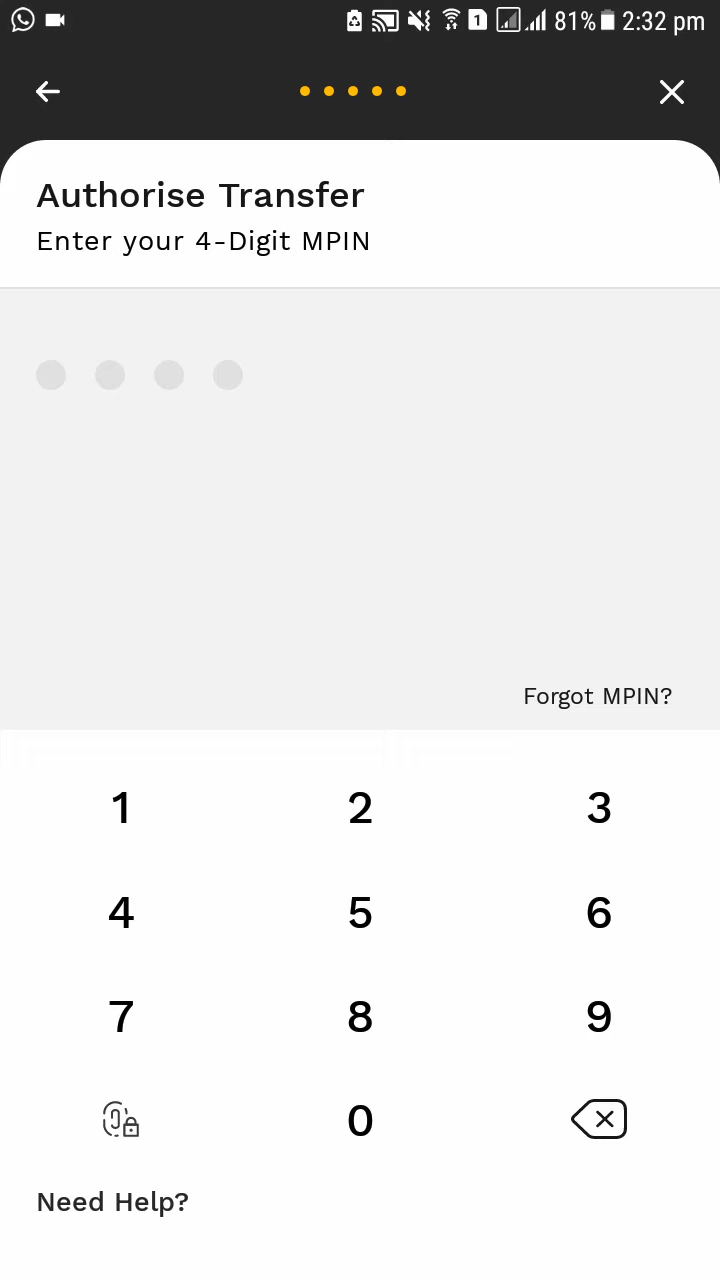 1 81% 2:32 pm
Authorise Transfer
Enter your 4-Digit MPIN
Forgot MPIN?
1 2 3
4 5 6
7 8 9
0
Need Help?